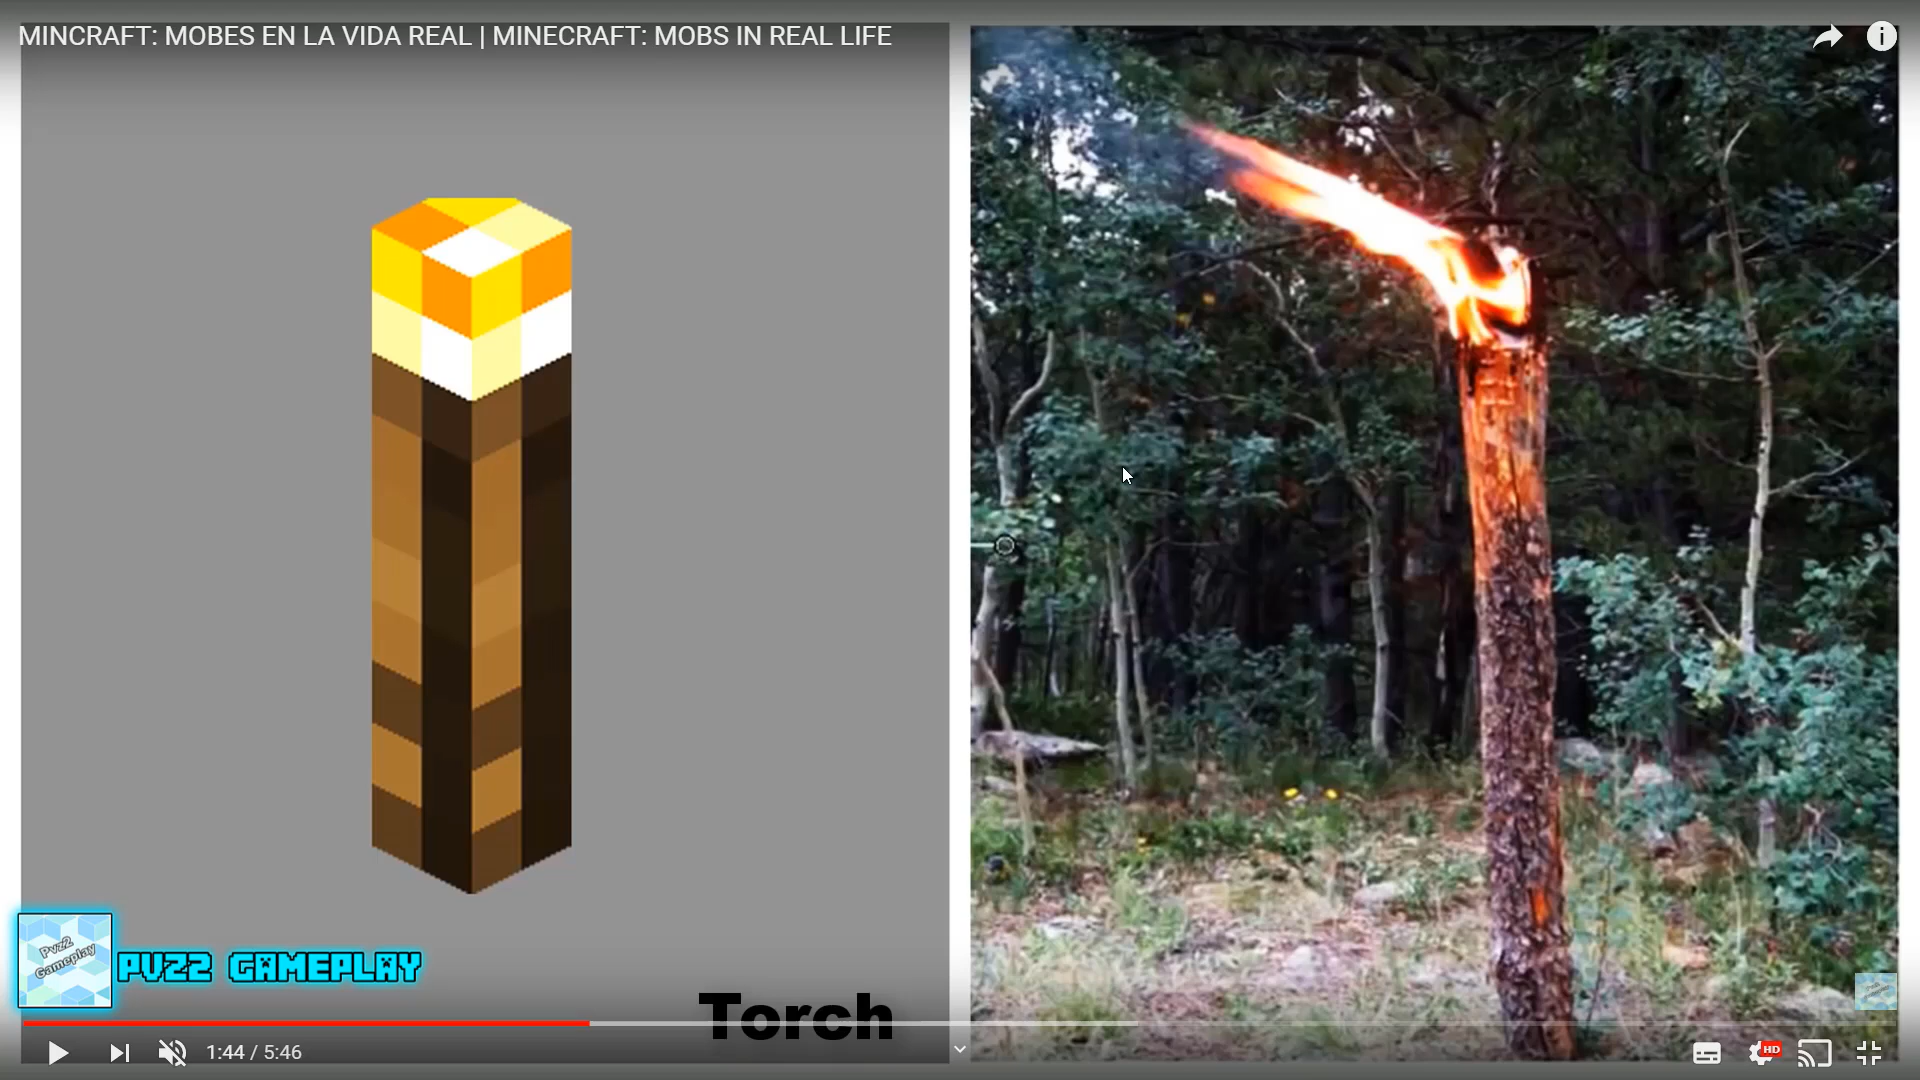 MINCRAFT: MOBES EN LA VIDA REAL | MINECRAFT: MOBS IN REAL LIFE
Pvz2
Gameplay
PVZ2 GAMEPLAY
Torch
1:44 / 5:46
HD